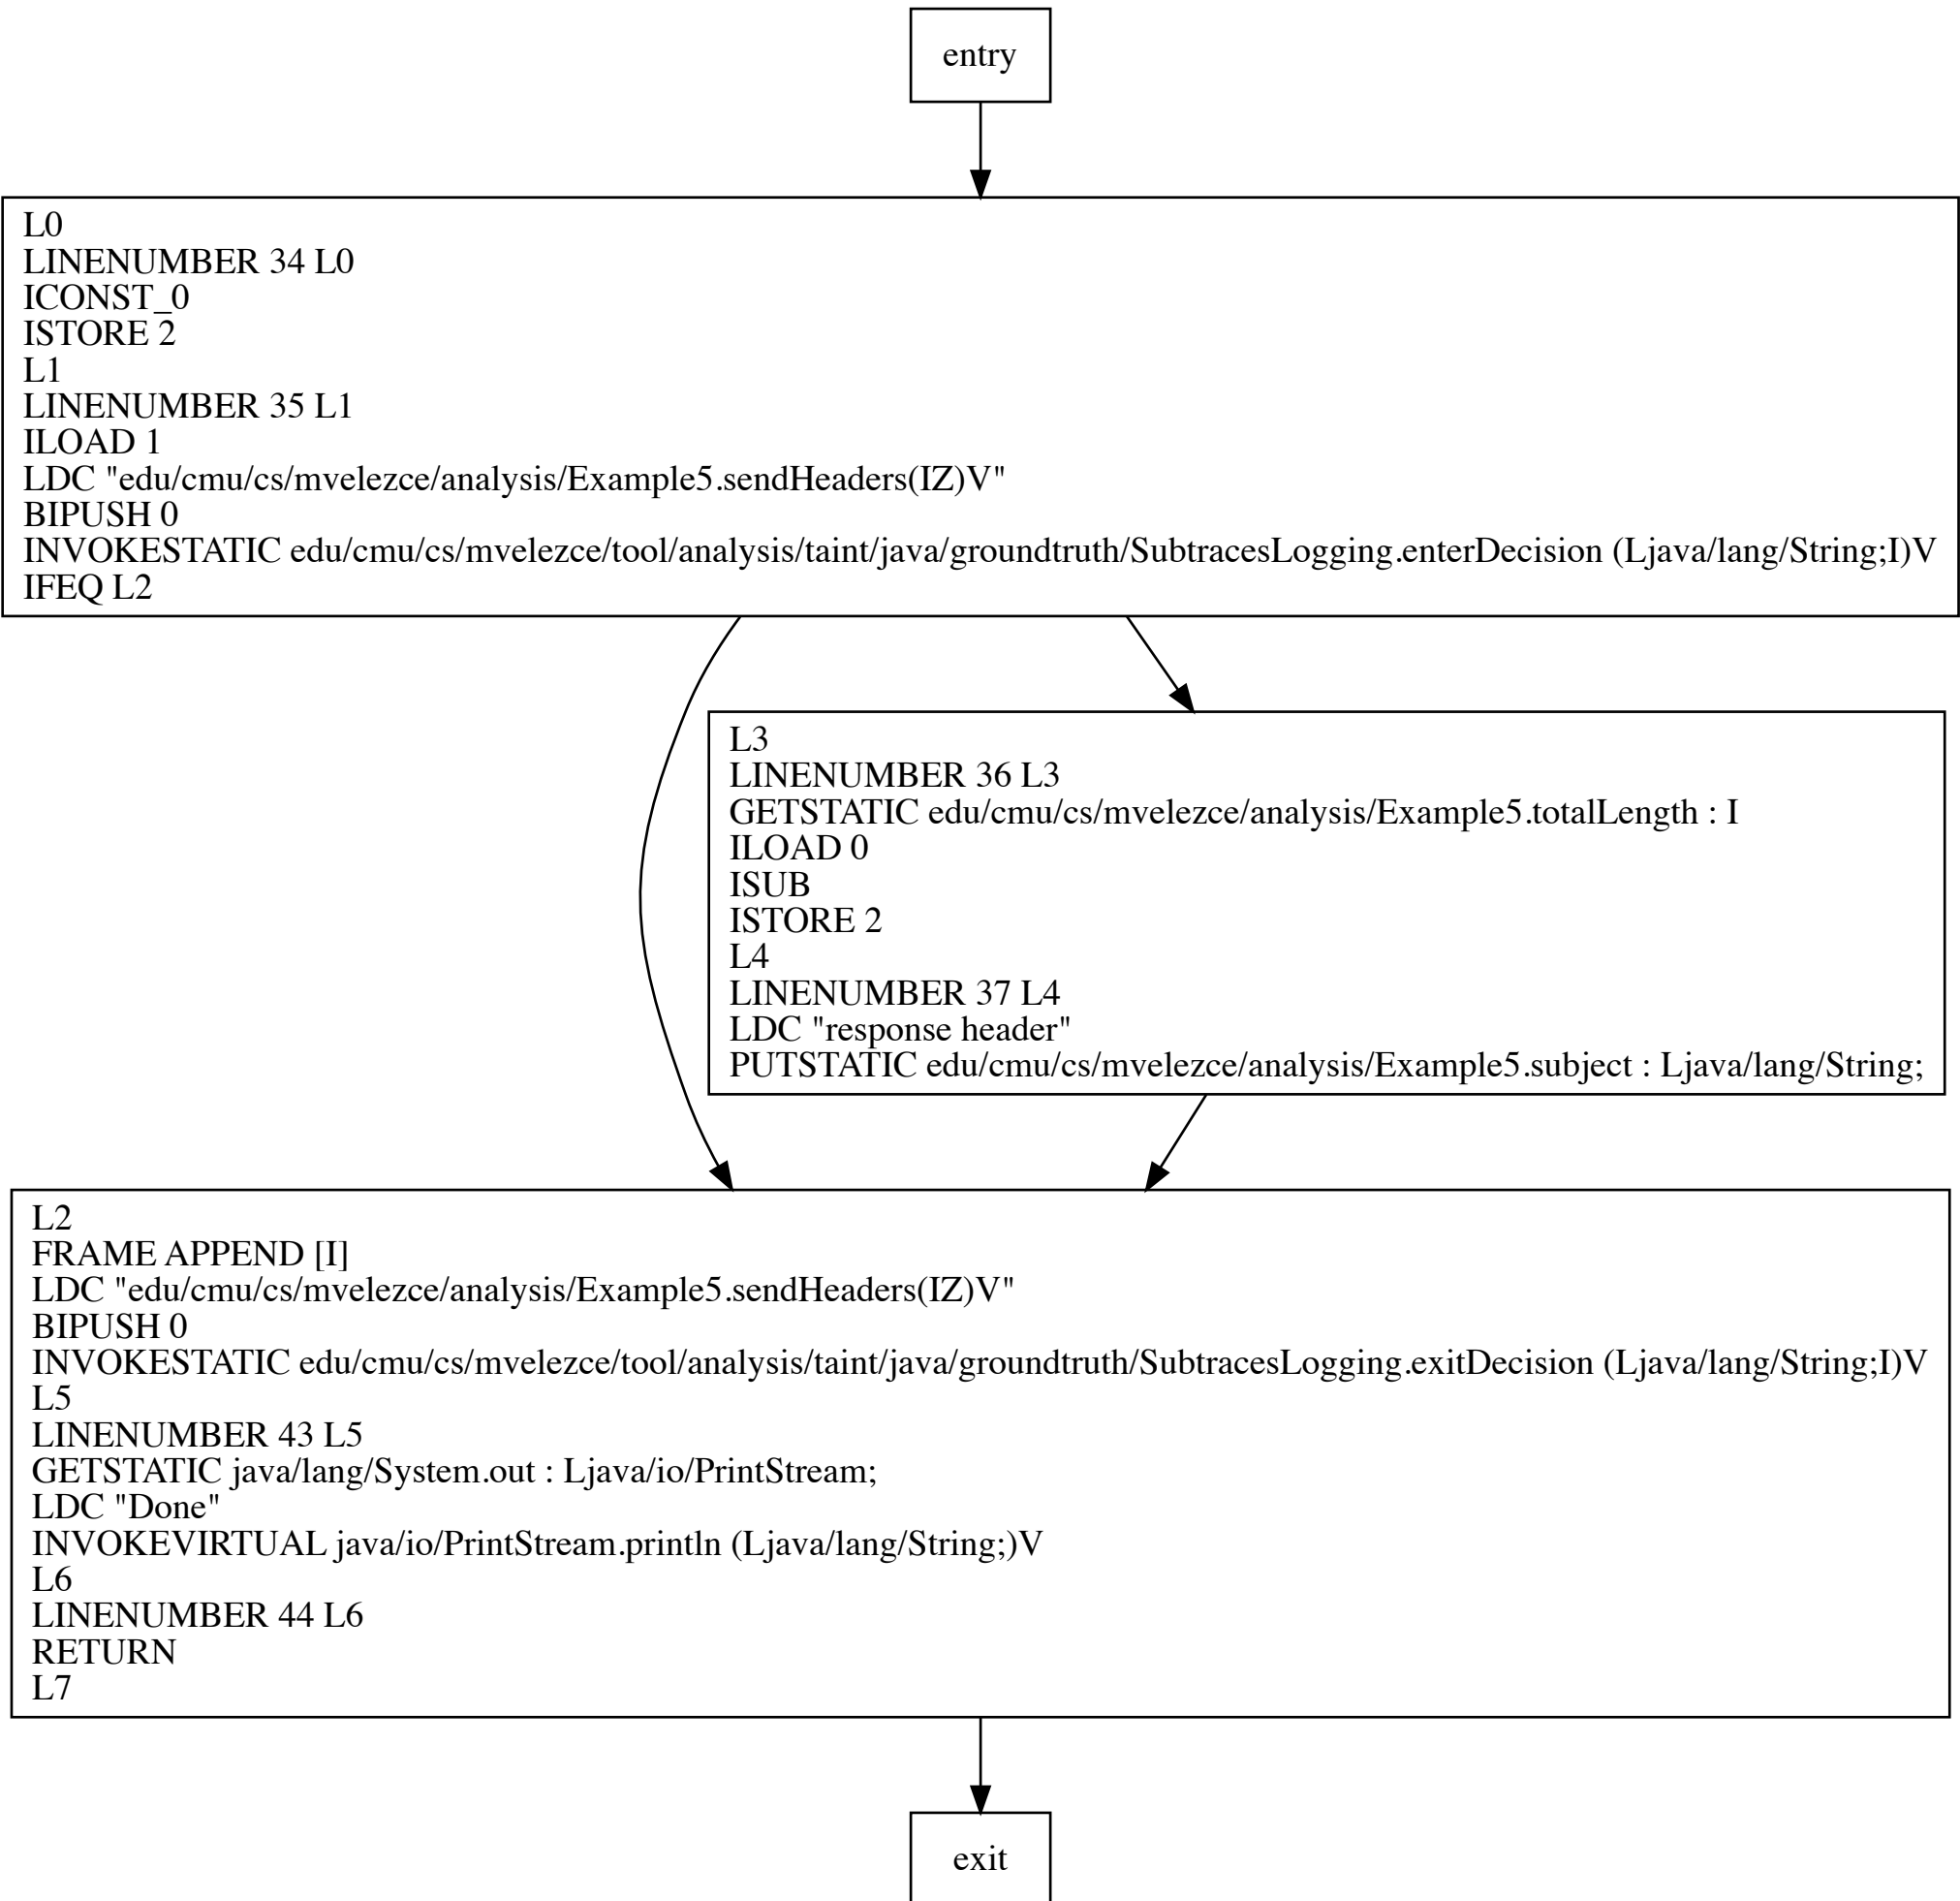 entry
L0
LINENUMBER 34 L0
ICONST_0
ISTORE 2
L1
LINENUMBER 35 L1
ILOAD 1
LDC "edu/cmu/cs/mvelezce/analysis/Example5.sendHeaders(IZ)V"
BIPUSH 0
INVOKESTATIC edu/cmu/cs/mvelezce/tool/analysis/taint/java/groundtruth/SubtracesLogging.enterDecision (Ljava/lang/String;I)V
IFEQ L2
L3
LINENUMBER 36 L3
GETSTATIC edu/cmu/cs/mvelezce/analysis/Example5.totalLength : I
ILOAD 0
ISUB
ISTORE 2
L4
LINENUMBER 37 L4
LDC "response header"
PUTSTATIC edu/cmu/cs/mvelezce/analysis/Example5.subject : Ljava/lang/String;
L2
FRAME APPEND [I]
LDC "edu/cmu/cs/mvelezce/analysis/Example5.sendHeaders(IZ)V"
BIPUSH 0
INVOKESTATIC edu/cmu/cs/mvelezce/tool/analysis/taint/java/groundtruth/SubtracesLogging.exitDecision (Ljava/lang/String;I)V
L5
LINENUMBER 43 L5
GETSTATIC java/lang/System.out : Ljava/io/PrintStream;
LDC "Done"
INVOKEVIRTUAL java/io/PrintStream.println (Ljava/lang/String;)V
L6
LINENUMBER 44 L6
RETURN
L7
exit